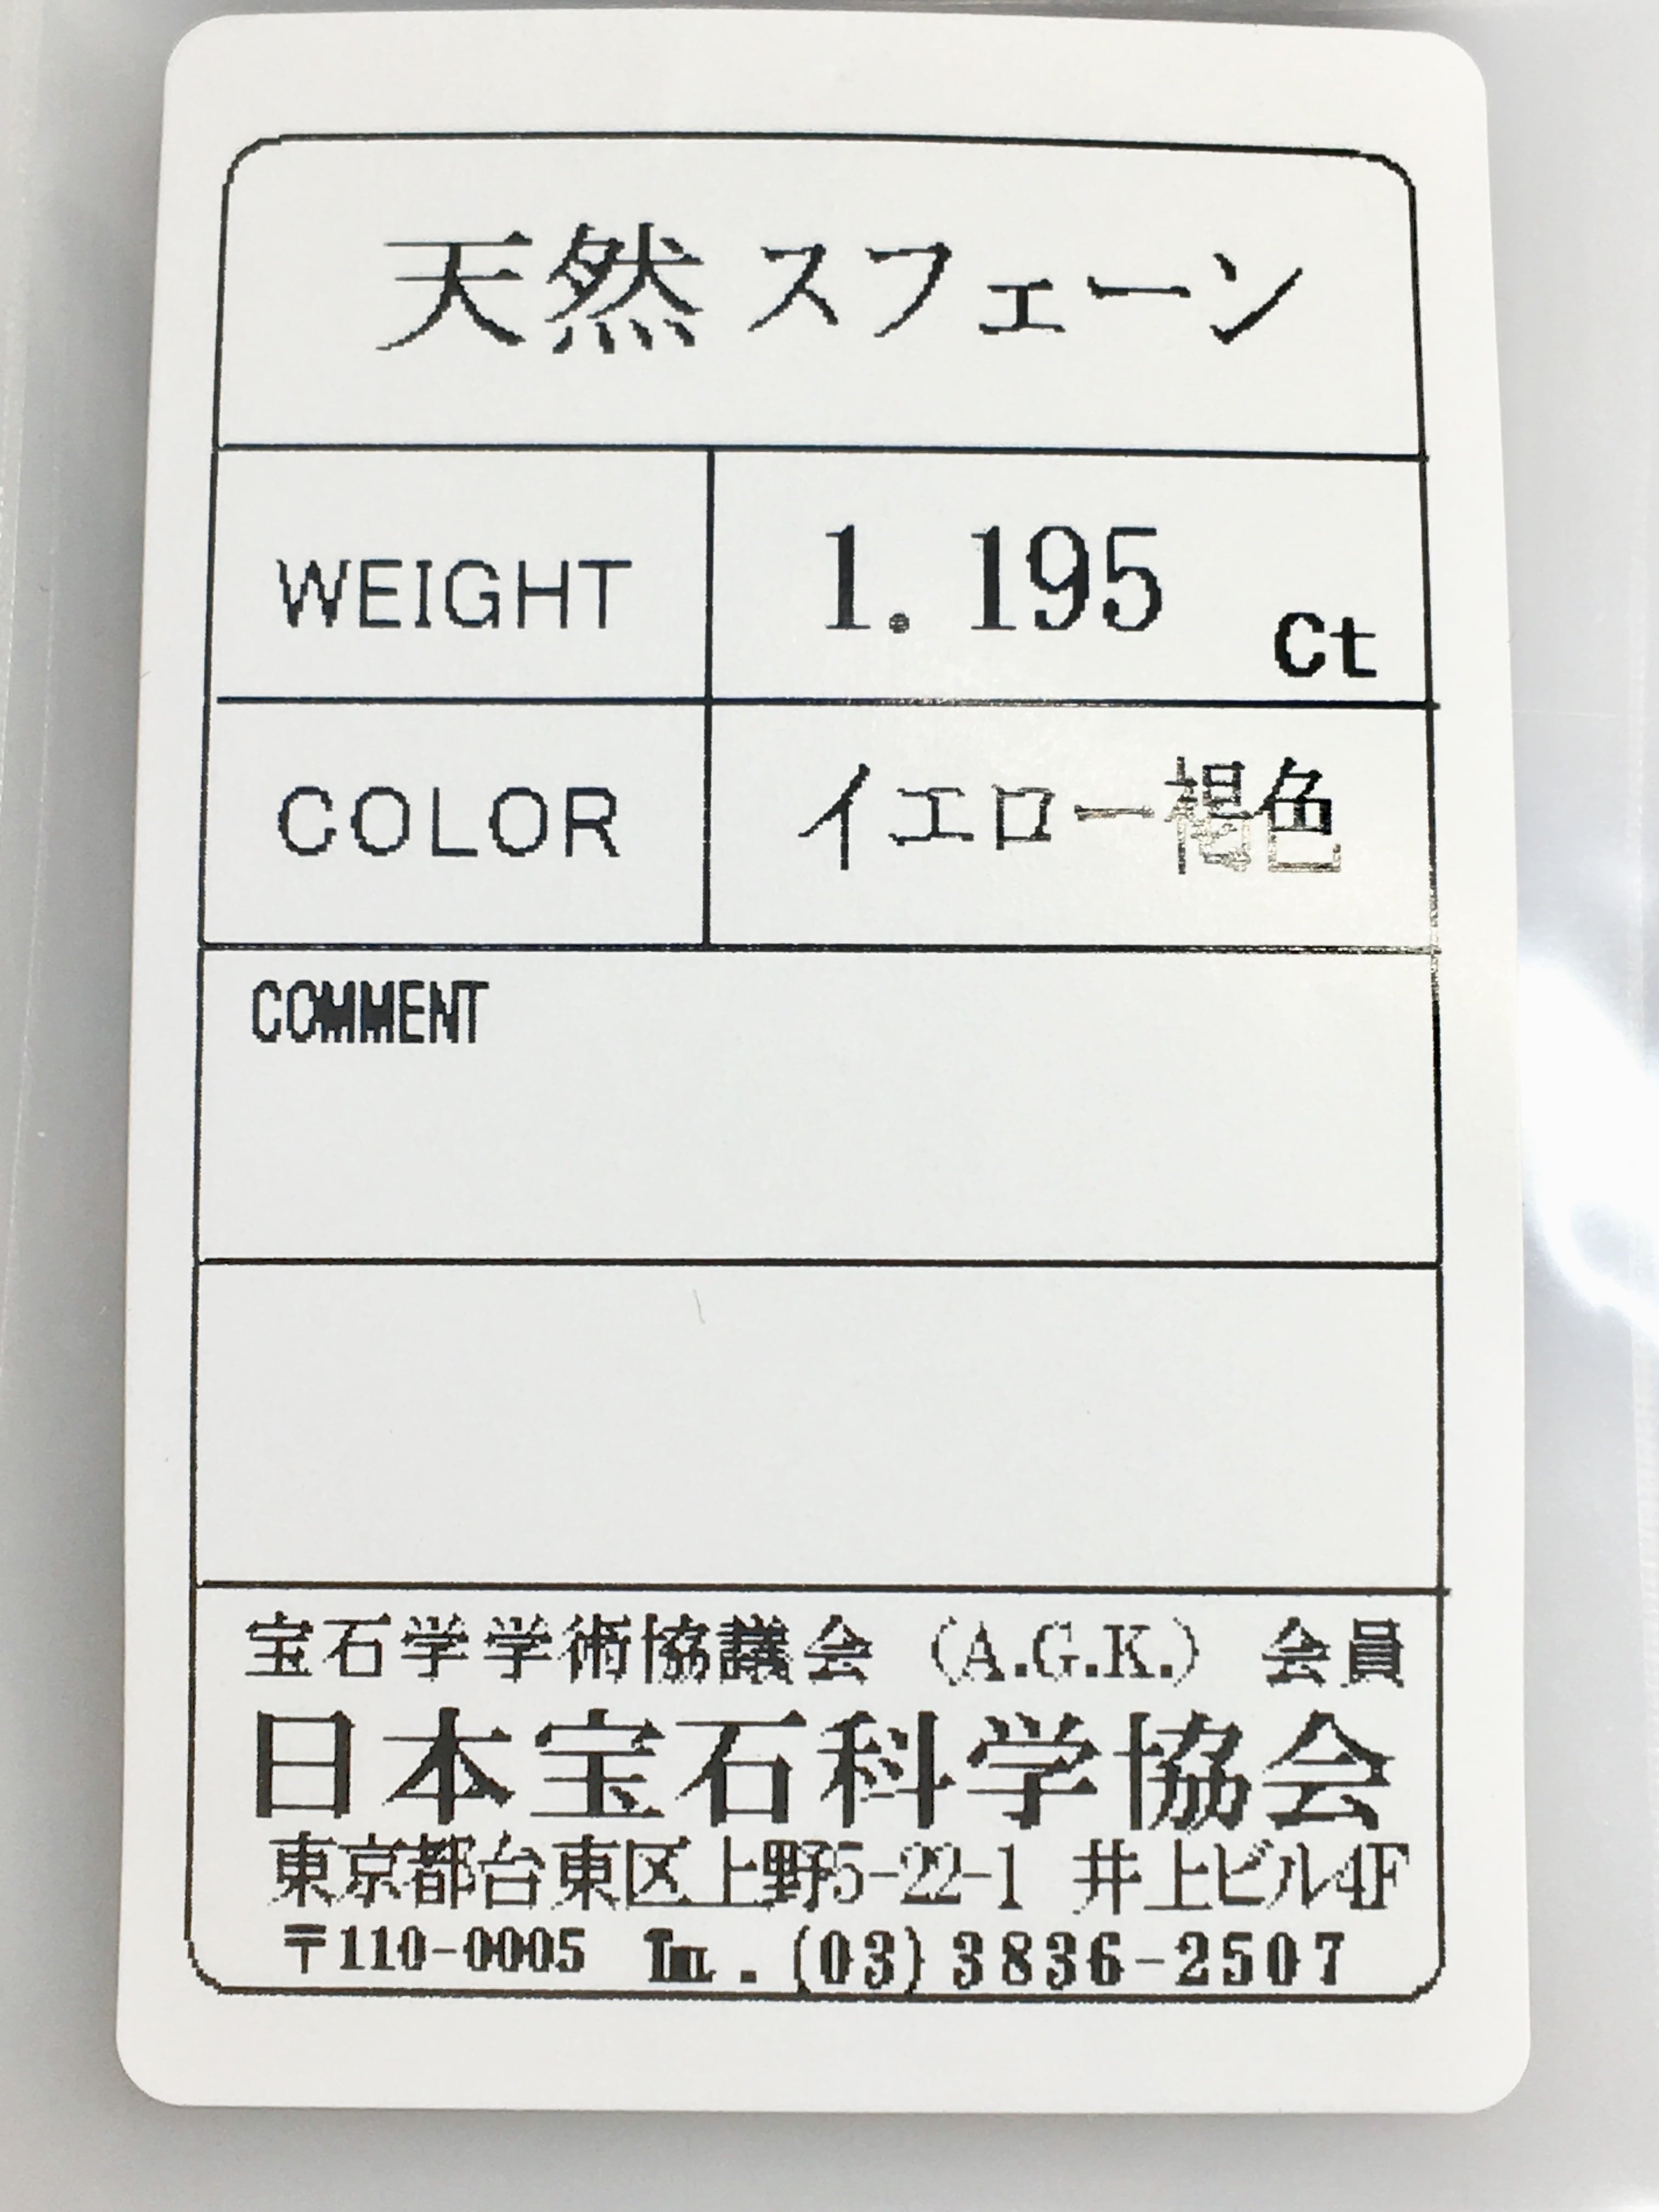 天然 スフェーン
WEIGHT 1.195 Ct
COLOR イエロー褐色
COMMENT
宝石学学術協議会 (A.G.K.) 会員
日本宝石科学協会
東京都台東区上野5-22-1 井上ビル4F
〒110-0005 ℡.(03)3836-2507